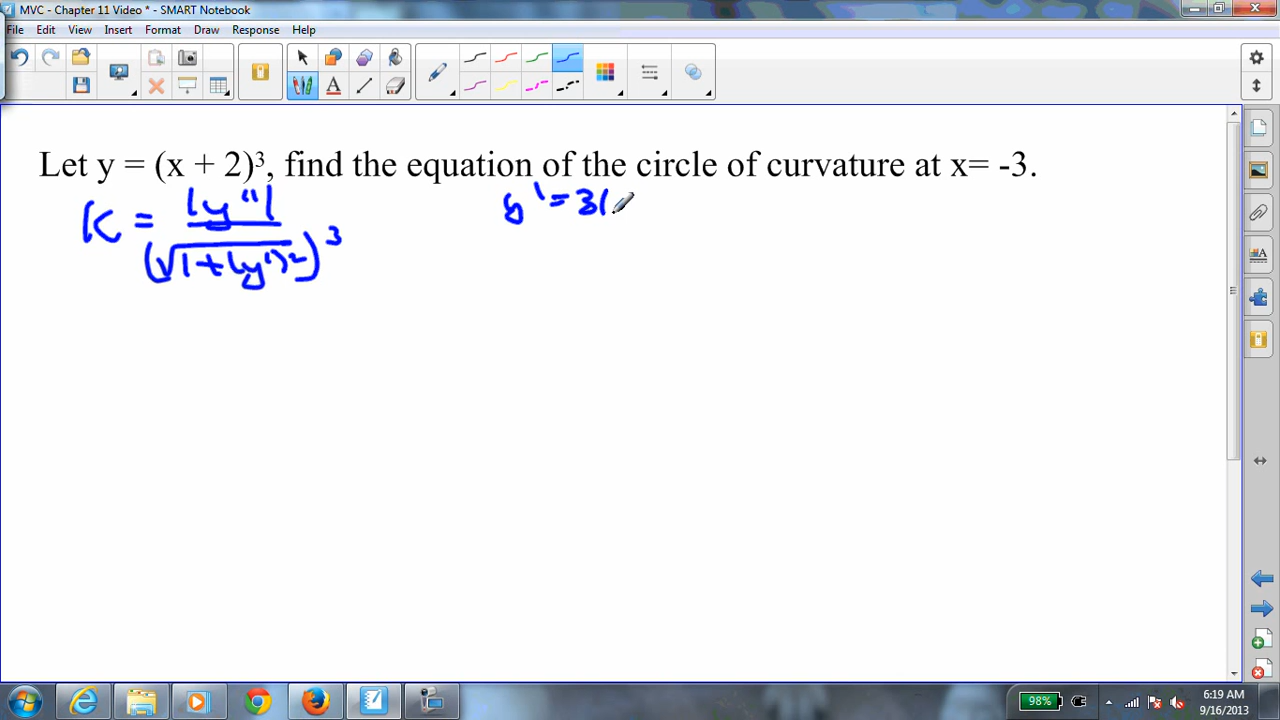 MVC - Chapter 11 Video * - SMART Notebook
File Edit View Insert Format Draw Response Help
A
A
Let y = (x + 2)³, find the equation of the circle of curvature at x= -3.
K = |y''| / (√1+(y')²)³
y' = 3(
98%
6:19 AM
9/16/2013